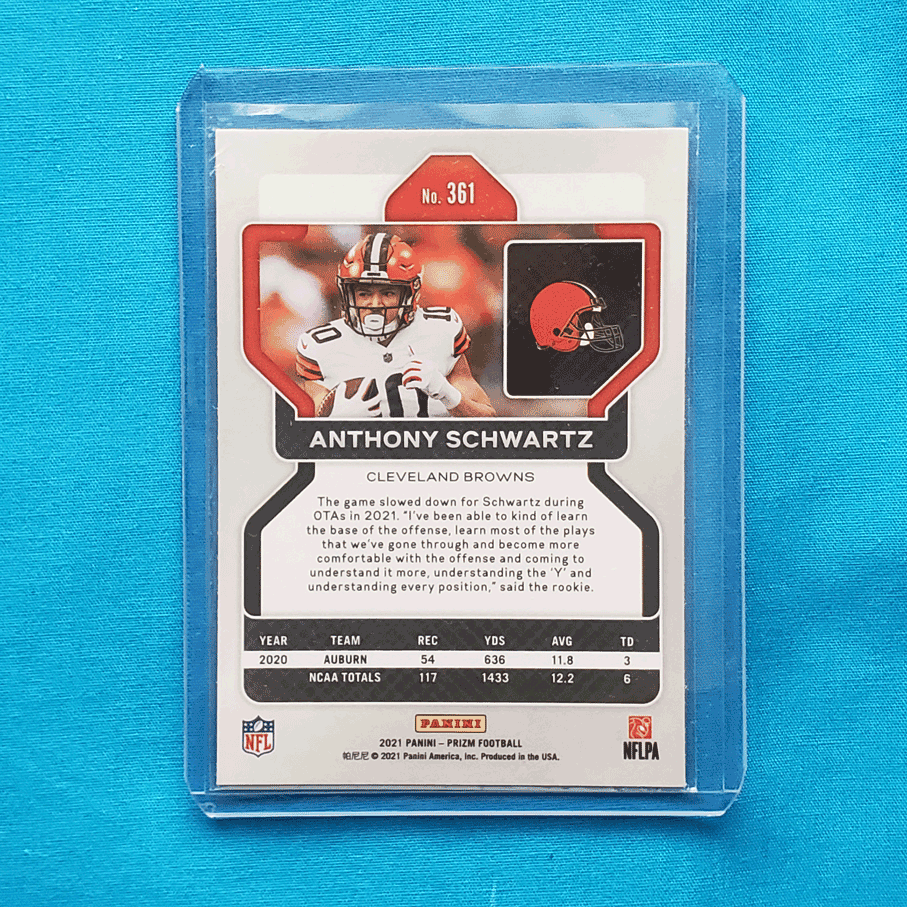 No. 361
10
10
ANTHONY SCHWARTZ
CLEVELAND BROWNS
The game slowed down for Schwartz during
OTAs in 2021. "I've been able to kind of learn
the base of the offense, learn most of the plays
that we've gone through and become more
comfortable with the offense and coming to
understand it more, understanding the 'Y' and
understanding every position," said the rookie.
YEAR TEAM REC YDS AVG TD
2020 AUBURN 54 636 11.8 3
NCAA TOTALS 117 1433 12.2 6
NFL
PANINI
NFLPA
2021 PANINI – PRIZM FOOTBALL
帕尼尼 © 2021 Panini America, Inc. Produced in the USA.